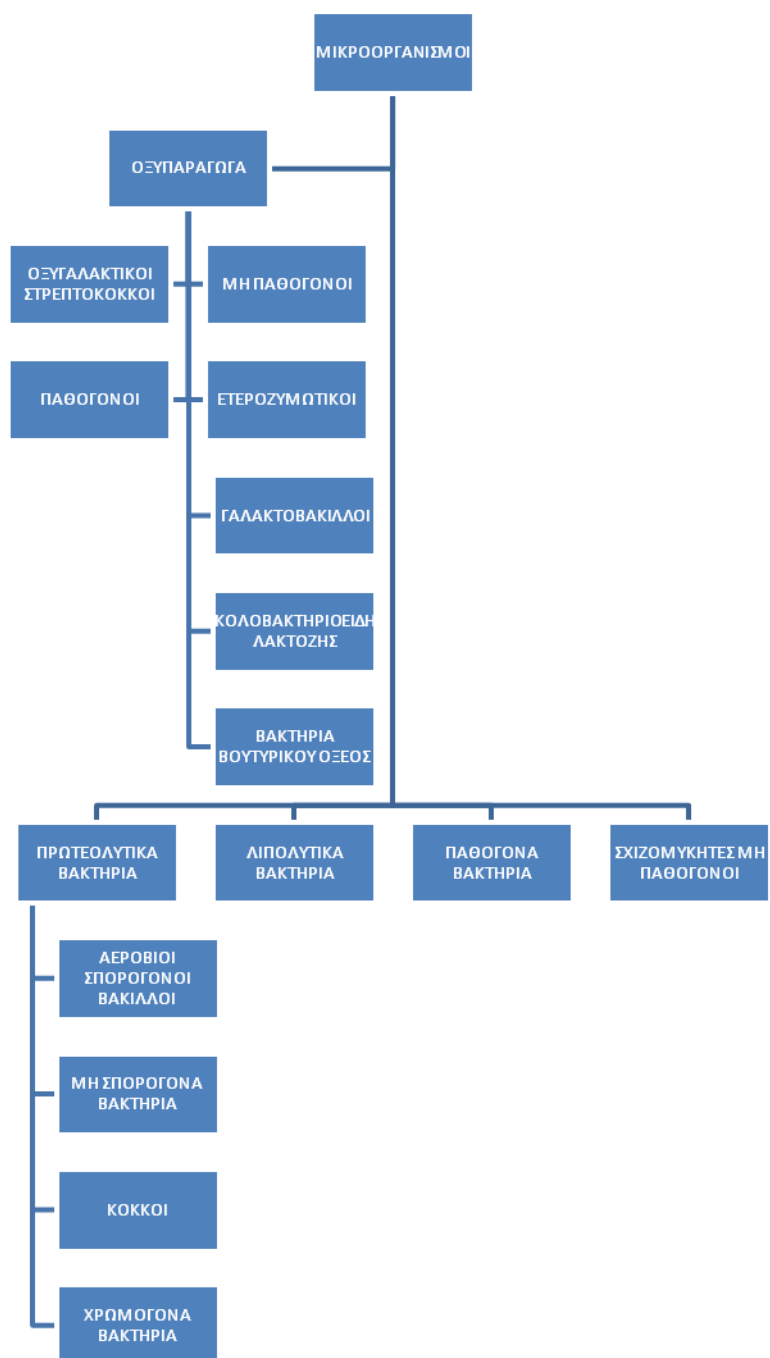 ΜΙΚΡΟΟΡΓΑΝΙΣΜΟΙ
ΟΞΥΠΑΡΑΓΩΓΑ
ΟΞΥΓΑΛΑΚΤΙΚΟΙ
ΣΤΡΕΠΤΟΚΟΚΚΟΙ
ΜΗ ΠΑΘΟΓΟΝΟΙ
ΠΑΘΟΓΟΝΟΙ
ΕΤΕΡΟΖΥΜΩΤΙΚΟΙ
ΓΑΛΑΚΤΟΒΑΚΙΛΛΟΙ
ΚΟΛΟΒΑΚΤΗΡΙΟΕΙΔΗ
ΛΑΚΤΟΖΗΣ
ΒΑΚΤΗΡΙΑ
ΒΟΥΤΥΡΙΚΟΥ ΟΞΕΟΣ
ΠΡΩΤΕΟΛΥΤΙΚΑ
ΒΑΚΤΗΡΙΑ
ΛΙΠΟΛΥΤΙΚΑ
ΒΑΚΤΗΡΙΑ
ΠΑΘΟΓΟΝΑ
ΒΑΚΤΗΡΙΑ
ΣΧΙΖΟΜΥΚΗΤΕΣ ΜΗ
ΠΑΘΟΓΟΝΟΙ
ΑΕΡΟΒΙΟΙ
ΣΠΟΡΟΓΟΝΟΙ
ΒΑΚΙΛΛΟΙ
ΜΗ ΣΠΟΡΟΓΟΝΑ
ΒΑΚΤΗΡΙΑ
ΚΟΚΚΟΙ
ΧΡΩΜΟΓΟΝΑ
ΒΑΚΤΗΡΙΑ